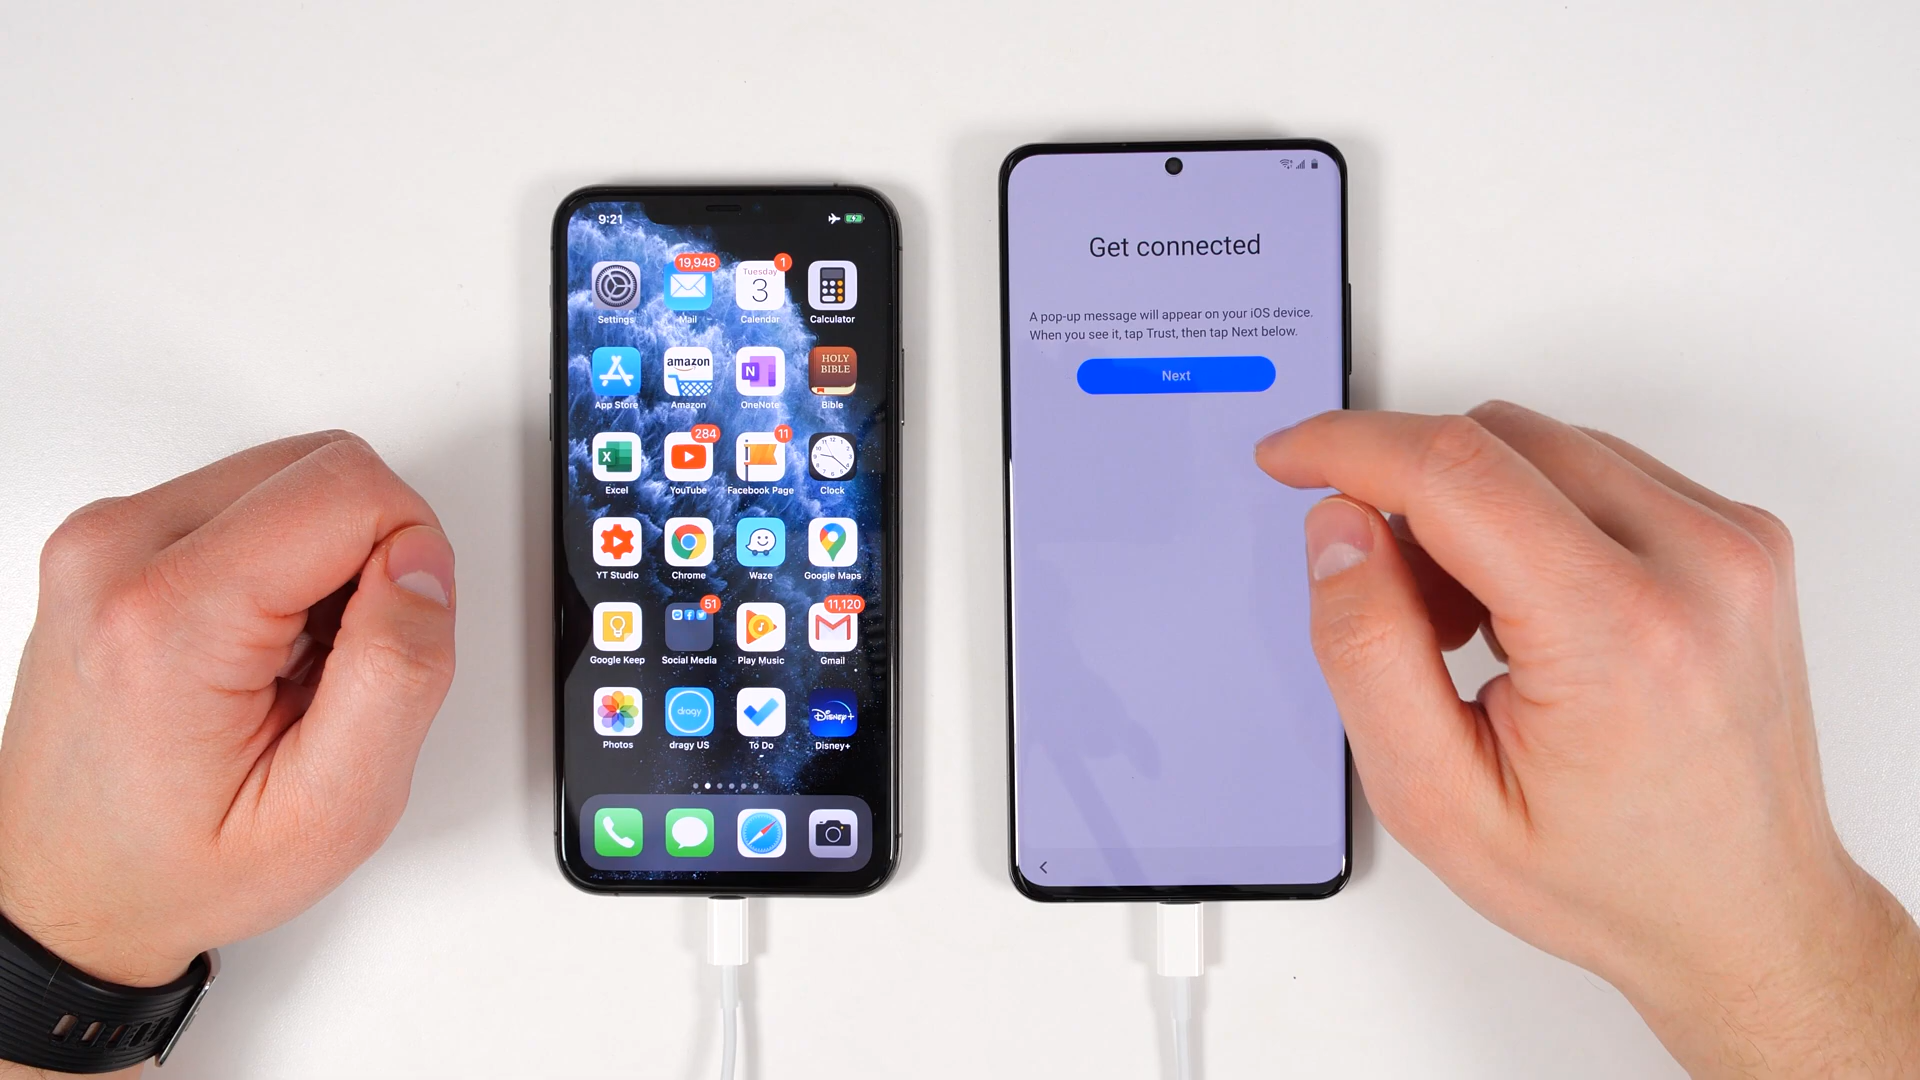 9:21
19,948
1
Tuesday
3
Settings
Mail
Calendar
Calculator
amazon
N
HOLY
BIBLE
App Store
Amazon
OneNote
Bible
X
284
11
12
Excel
YouTube
Facebook Page
Clock
YT Studio
Chrome
Waze
Google Maps
51
11,120
Google Keep
Social Media
Play Music
Gmail
dragy
Disney+
Photos
dragy US
To Do
Disney+
Get connected
A pop-up message will appear on your iOS device.
When you see it, tap Trust, then tap Next below.
Next